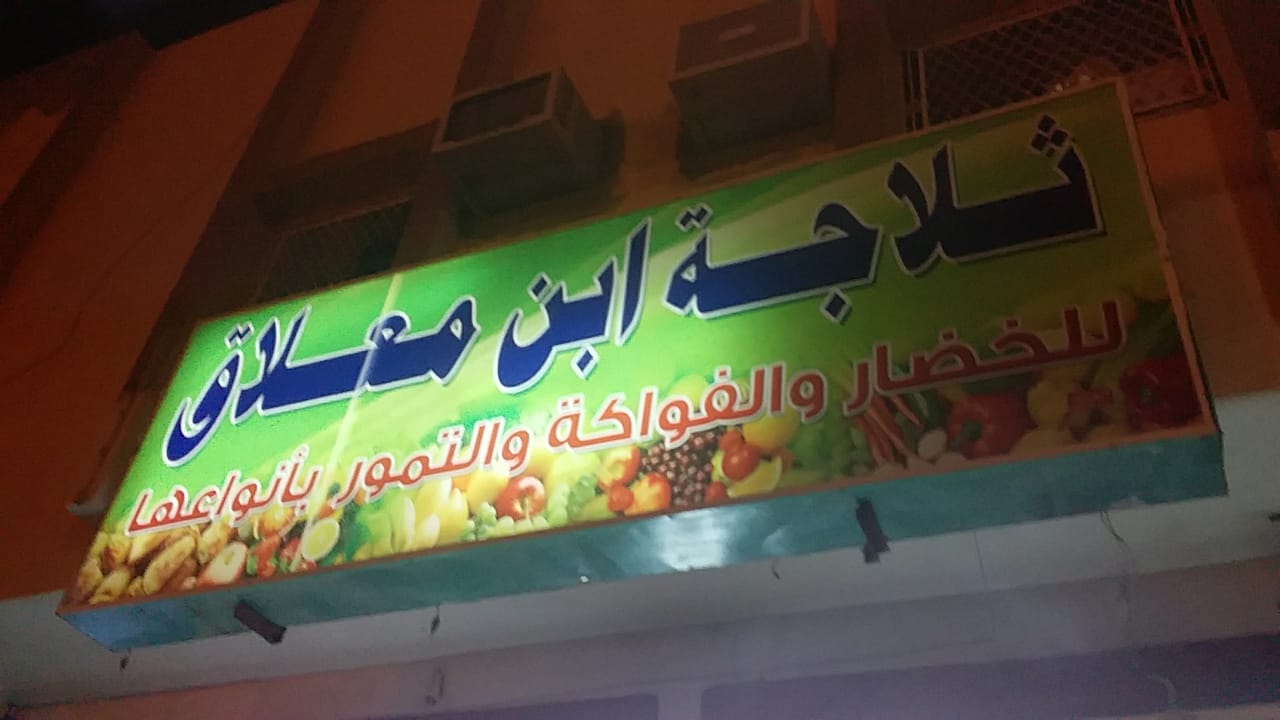 ثلاجة ابن معلاق
للخضار والفواكة والتمور بأنواعها